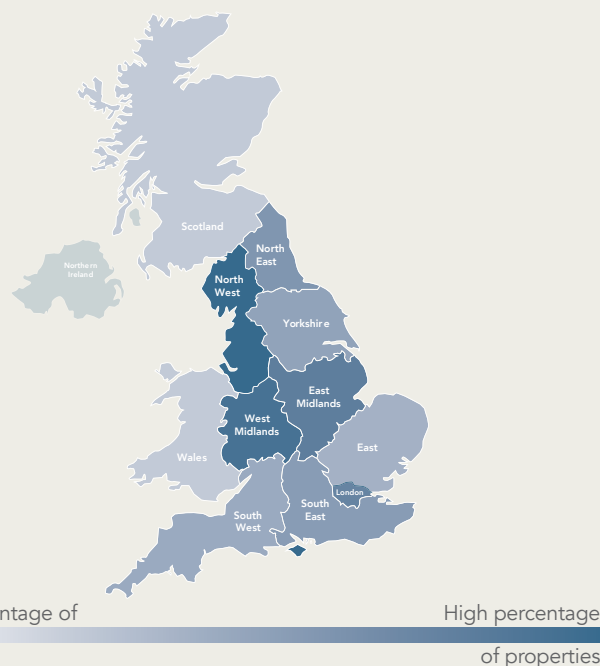 Scotland
North
East
Northern
Ireland
North
West
Yorkshire
East
Midlands
West
Midlands
East
Wales
London
South
East
South
West
ntage of
High percentage
of properties